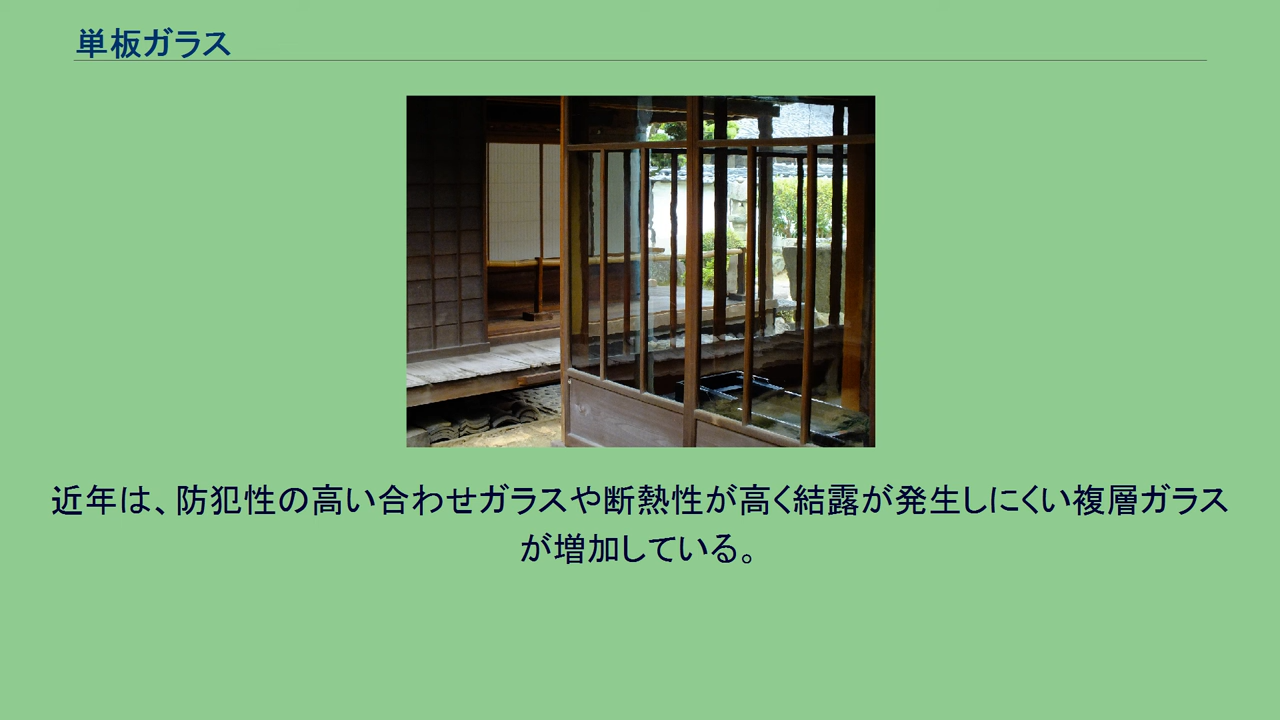 単板ガラス
近年は、防犯性の高い合わせガラスや断熱性が高く結露が発生しにくい複層ガラス
が増加している。